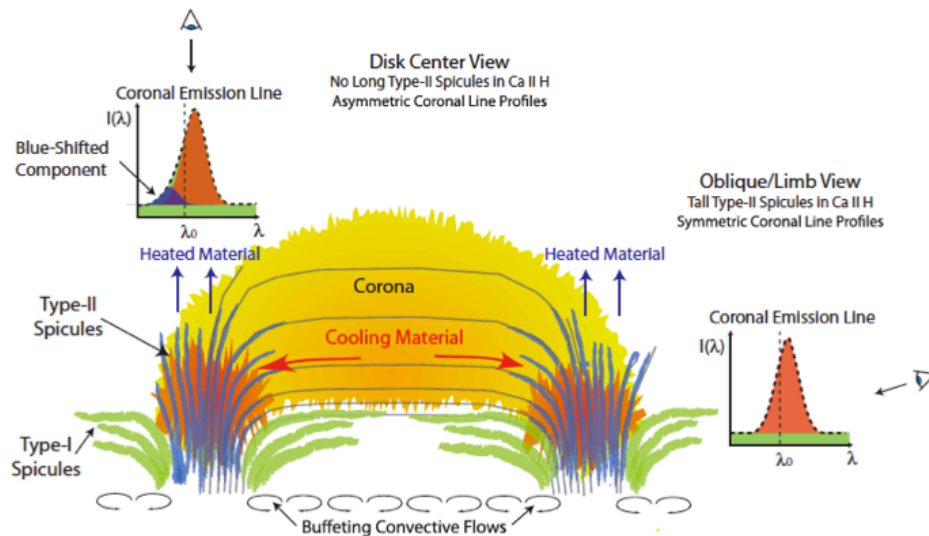 Disk Center View
No Long Type-II Spicules in Ca II H
Asymmetric Coronal Line Profiles
Coronal Emission Line
I(λ)
Blue-Shifted
Component
λ0
λ
Oblique/Limb View
Tall Type-II Spicules in Ca II H
Symmetric Coronal Line Profiles
Heated Material
Heated Material
Corona
Type-II
Spicules
Cooling Material
Coronal Emission Line
I(λ)
λ0
λ
Type-I
Spicules
Buffeting Convective Flows